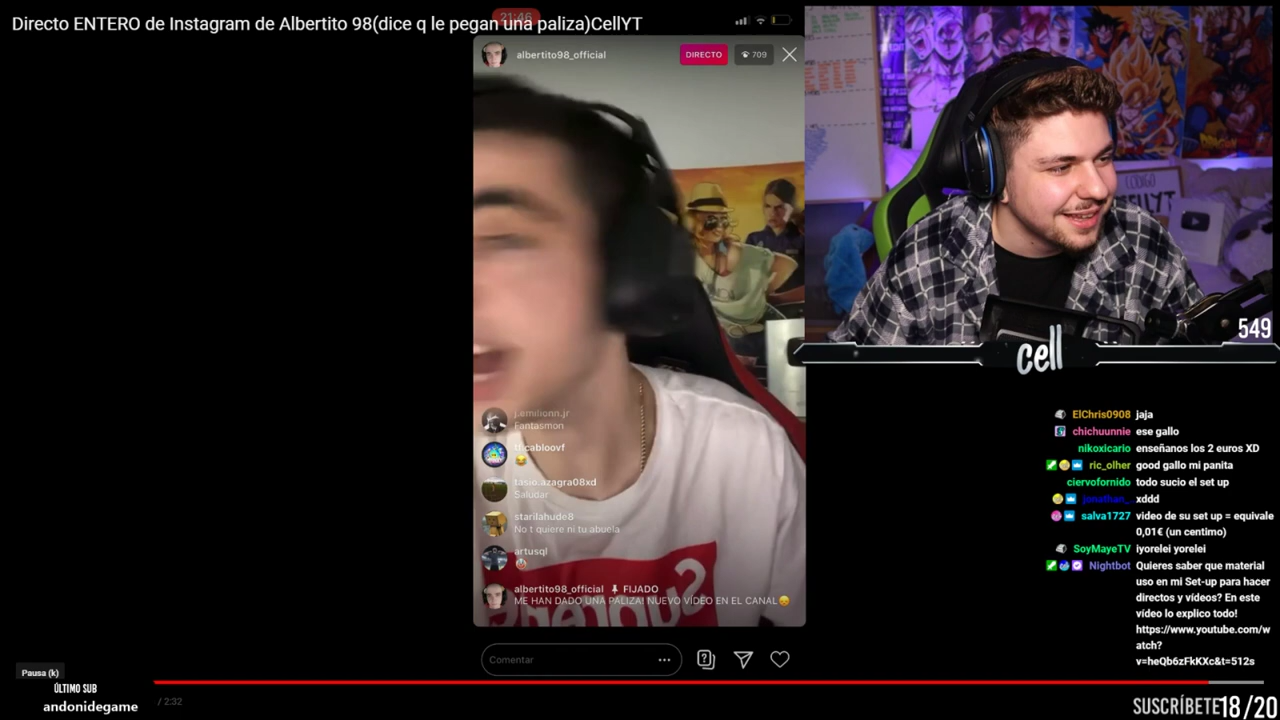 Directo ENTERO de Instagram de Albertito 98(dice q le pegan una paliza)CellYT
21:46
albertito98_official
DIRECTO
709
j.emilionn.jr
Fantasmon
tasio.azagra08xd
Saludar
starilahude8
No t quiere ni tu abuela
artusql
albertito98_official FIJADO
ME HAN DADO UNA PALIZA! NUEVO VÍDEO EN EL CANAL
Comentar
549
cell
ElChris0908 jaja
chichuunnie ese gallo
nikoxicario enseñanos los 2 euros XD
ric_olher good gallo mi panita
ciervofornido todo sucio el set up
jonathan_ xddd
salva1727 video de su set up = equivale
0,01€ (un centimo)
SoyMayeTV iyorelei yorelei
Nightbot Quieres saber que material
uso en mi Set-up para hacer
directos y vídeos? En este
vídeo lo explico todo!
https://www.youtube.com/w
atch?
v=heQb6zFkKXc&t=512s
Pausa (k)
ÚLTIMO SUB
andonidegame
/ 2:32
SUSCRÍBETE 18/20